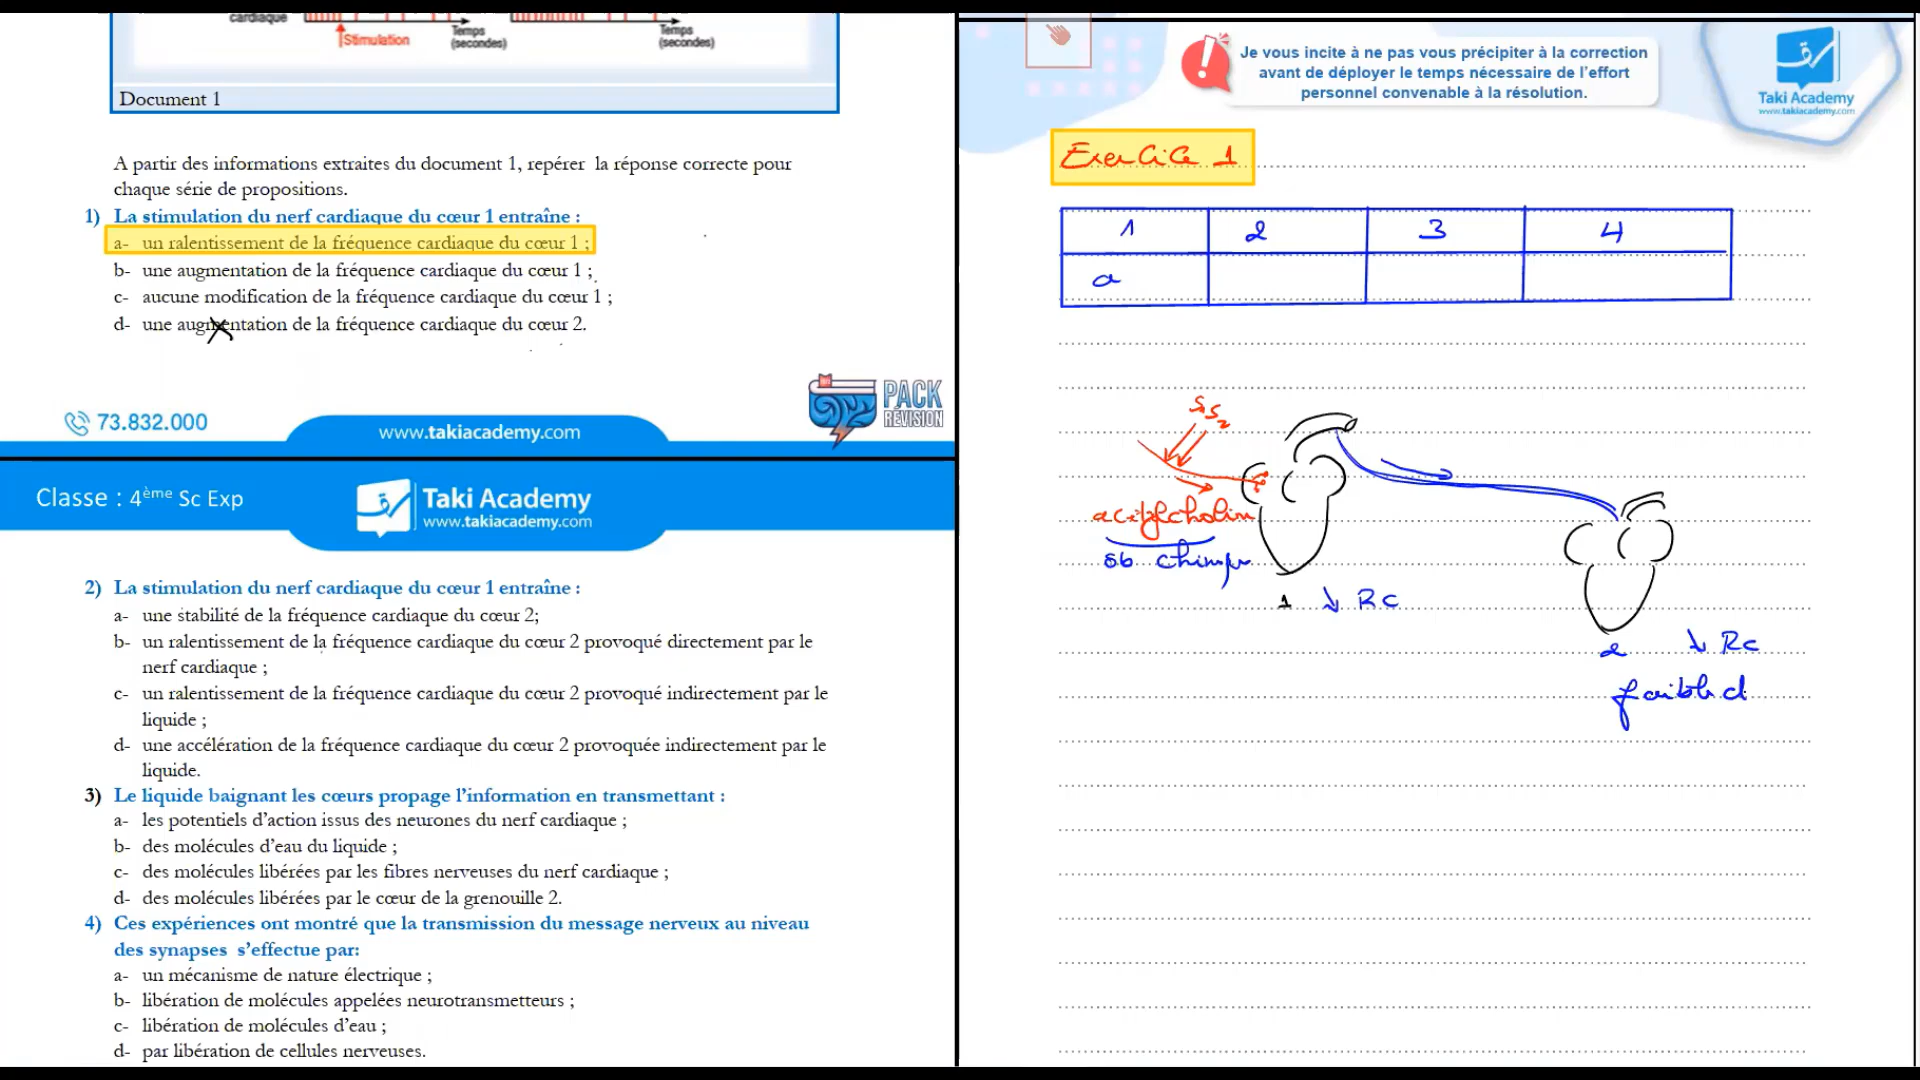 cardiaque
Stimulation
Temps
(secondes)
Temps
(secondes)
Document 1
A partir des informations extraites du document 1, repérer la réponse correcte pour
chaque série de propositions.
1) La stimulation du nerf cardiaque du cœur 1 entraîne :
a- un ralentissement de la fréquence cardiaque du cœur 1 ;
b- une augmentation de la fréquence cardiaque du cœur 1 ;
c- aucune modification de la fréquence cardiaque du cœur 1 ;
d- une augmentation de la fréquence cardiaque du cœur 2.
PACK
RÉVISION
73.832.000
www.takiacademy.com
Classe : 4ème Sc Exp
Taki Academy
www.takiacademy.com
2) La stimulation du nerf cardiaque du cœur 1 entraîne :
a- une stabilité de la fréquence cardiaque du cœur 2;
b- un ralentissement de la fréquence cardiaque du cœur 2 provoqué directement par le
nerf cardiaque ;
c- un ralentissement de la fréquence cardiaque du cœur 2 provoqué indirectement par le
liquide ;
d- une accélération de la fréquence cardiaque du cœur 2 provoquée indirectement par le
liquide.
3) Le liquide baignant les cœurs propage l’information en transmettant :
a- les potentiels d’action issus des neurones du nerf cardiaque ;
b- des molécules d’eau du liquide ;
c- des molécules libérées par les fibres nerveuses du nerf cardiaque ;
d- des molécules libérées par le cœur de la grenouille 2.
4) Ces expériences ont montré que la transmission du message nerveux au niveau
des synapses s’effectue par:
a- un mécanisme de nature électrique ;
b- libération de molécules appelées neurotransmetteurs ;
c- libération de molécules d’eau ;
d- par libération de cellules nerveuses.
Je vous incite à ne pas vous précipiter à la correction
avant de déployer le temps nécessaire de l’effort
personnel convenable à la résolution.
Taki Academy
www.takiacademy.com
Exercice 1
1 2 3 4
a
S1 S2
1 ↘ RC
2 ↘ RC